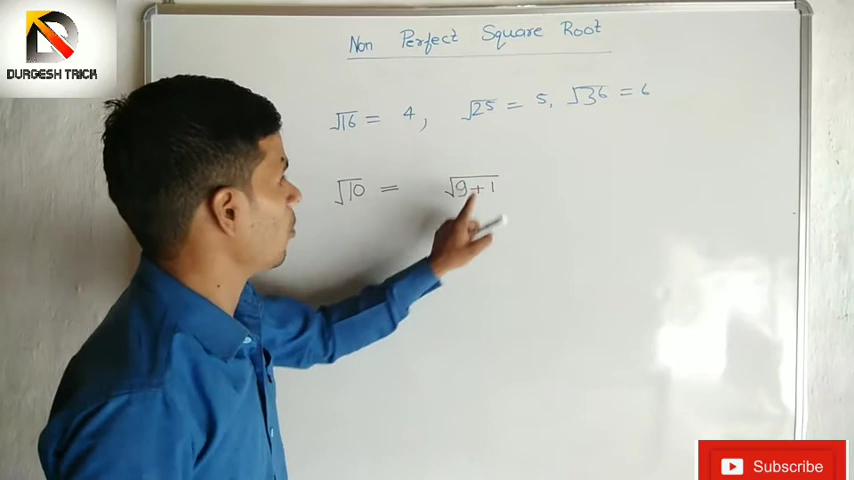 DURGESH TRICK
Non Perfect Square Root
√16 = 4, √25 = 5, √36 = 6
√10 = √9+1
Subscribe